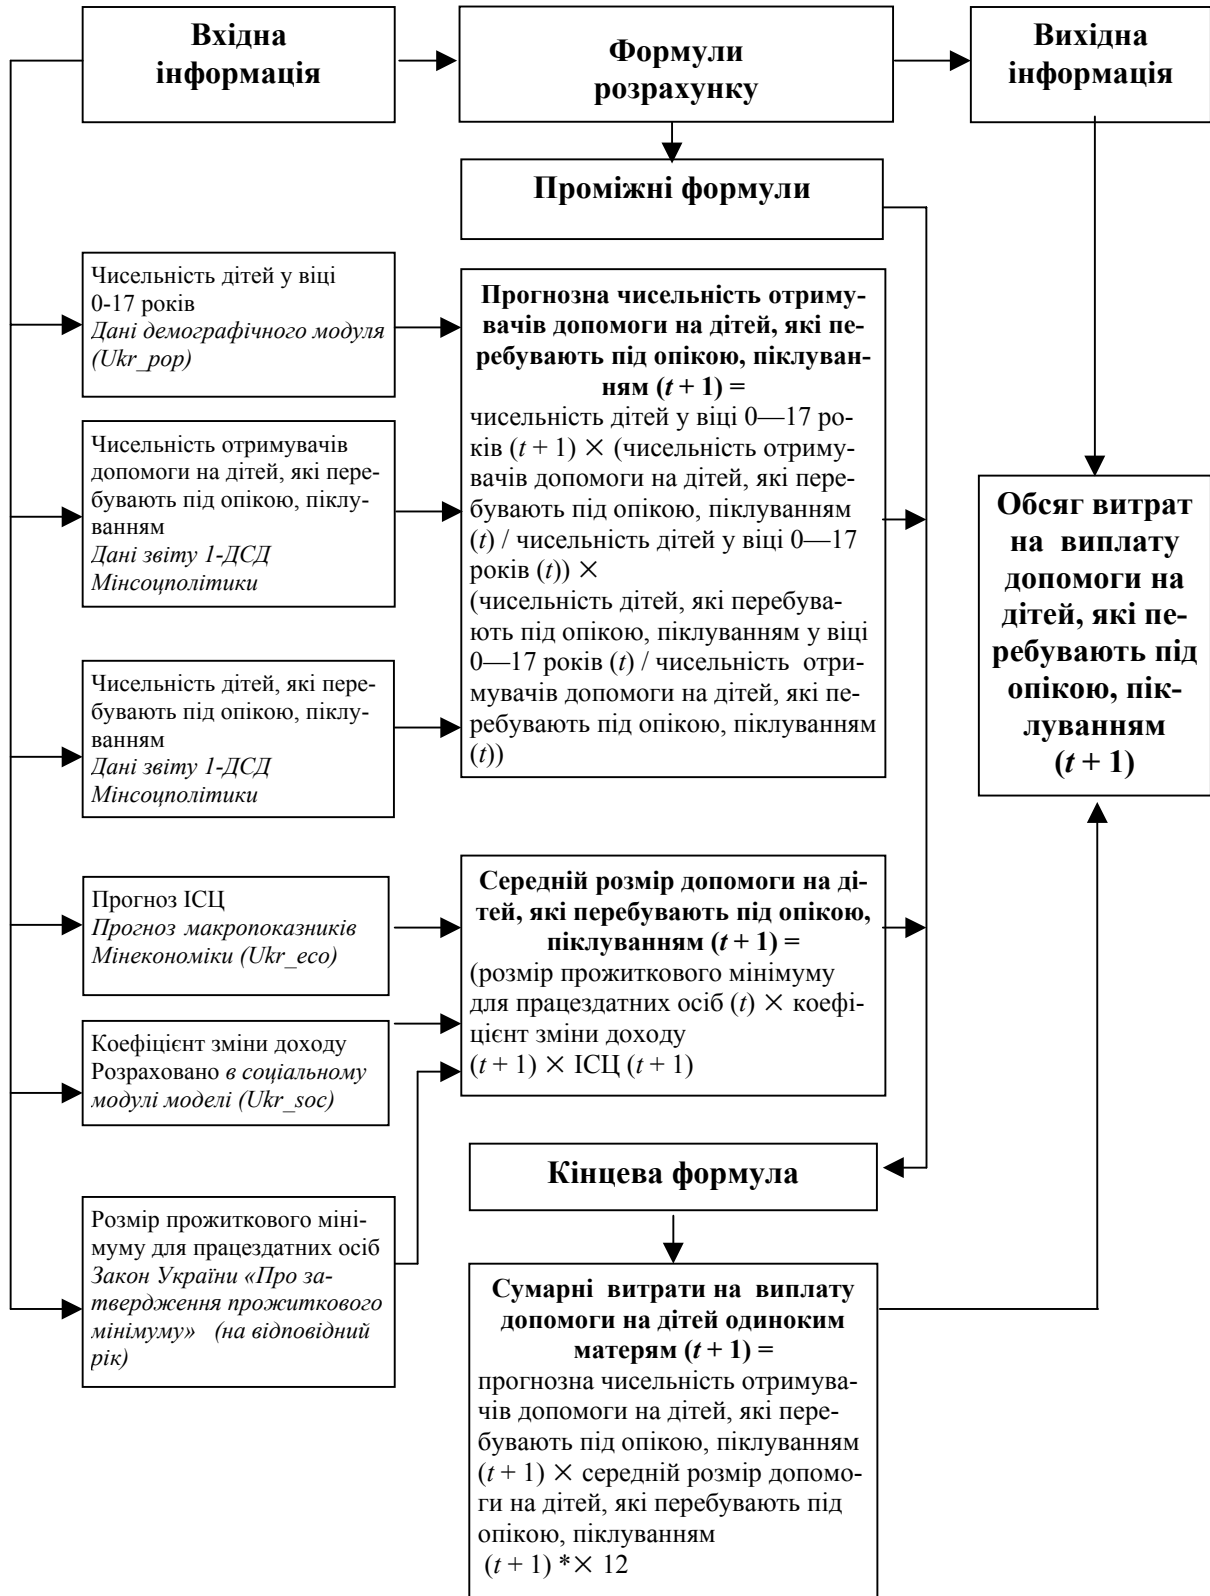 Вхідна
інформація
Формули
розрахунку
Вихідна
інформація
Проміжні формули
Чисельність дітей у віці
0-17 років
Дані демографічного модуля
(Ukr_pop)
Чисельність отримувачів
допомоги на дітей, які пере-
бувають під опікою, піклу-
ванням
Дані звіту 1-ДСД
Мінсоцполітики
Чисельність дітей, які пере-
бувають під опікою, піклу-
ванням
Дані звіту 1-ДСД
Мінсоцполітики
Прогнозна чисельність отриму-
вачів допомоги на дітей, які пе-
ребувають під опікою, піклуван-
ням (t + 1) =
чисельність дітей у віці 0—17 ро-
ків (t + 1) × (чисельність отриму-
вачів допомоги на дітей, які пере-
бувають під опікою, піклуванням
(t) / чисельність дітей у віці 0—17
років (t)) ×
(чисельність дітей, які перебува-
ють під опікою, піклуванням у віці
0—17 років (t) / чисельність отри-
мувачів допомоги на дітей, які пе-
ребувають під опікою, піклуванням
(t))
Обсяг витрат
на виплату
допомоги на
дітей, які пе-
ребувають під
опікою, пік-
луванням
(t + 1)
Прогноз ІСЦ
Прогноз макропоказників
Мінекономіки (Ukr_eco)
Коефіцієнт зміни доходу
Розраховано в соціальному
модулі моделі (Ukr_soc)
Розмір прожиткового міні-
муму для працездатних осіб
Закон України «Про за-
твердження прожиткового
мінімуму» (на відповідний
рік)
Середній розмір допомоги на ді-
тей, які перебувають під опікою,
піклуванням (t + 1) =
(розмір прожиткового мінімуму
для працездатних осіб (t) × коефі-
цієнт зміни доходу
(t + 1) × ІСЦ (t + 1)
Кінцева формула
Сумарні витрати на виплату
допомоги на дітей одиноким
матерям (t + 1) =
прогнозна чисельність отримува-
чів допомоги на дітей, які пере-
бувають під опікою, піклуванням
(t + 1) × середній розмір допомо-
ги на дітей, які перебувають під
опікою, піклуванням
(t + 1) *× 12